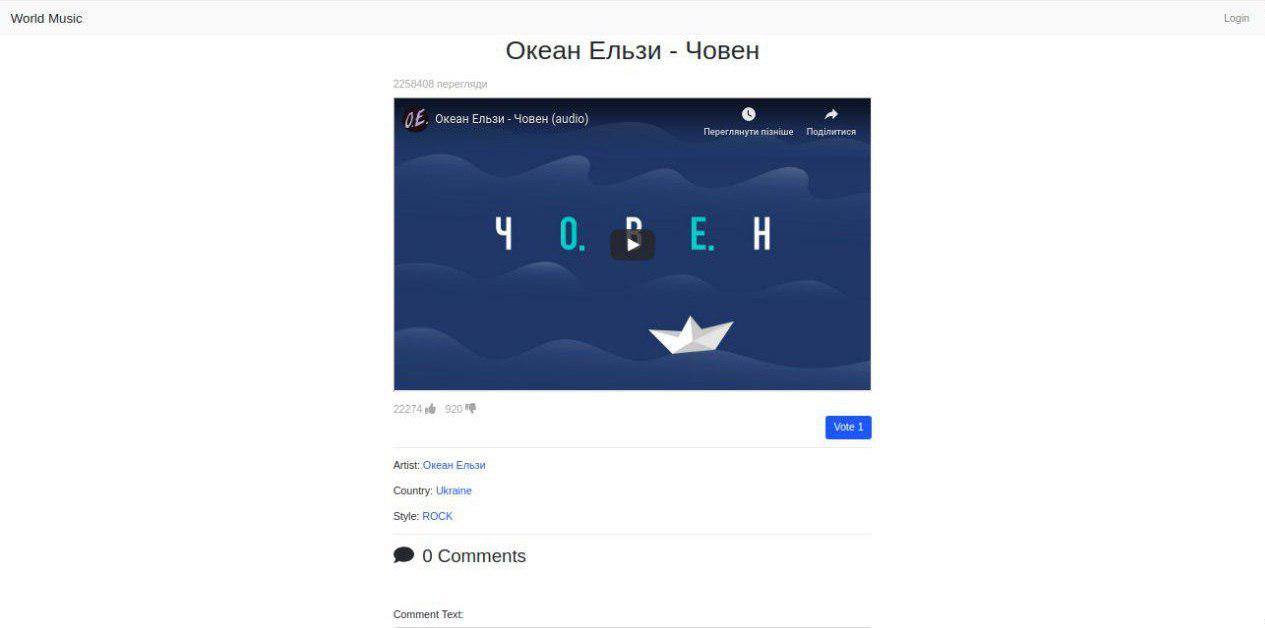 World Music
Login
Океан Ельзи - Човен
2258408 перегляди
О.Е. Океан Ельзи - Човен (audio)
Переглянути пізніше Поділитися
Ч О. В Е. Н
22274 920
Vote 1
Artist: Океан Ельзи
Country: Ukraine
Style: ROCK
0 Comments
Comment Text: